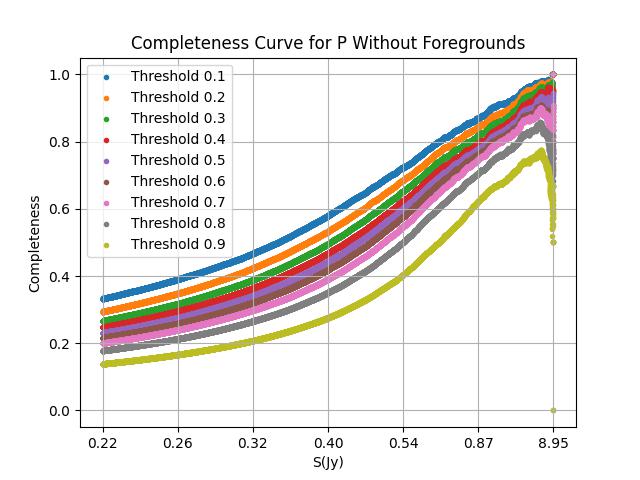 Completeness Curve for P Without Foregrounds
1.0
0.8
0.6
0.4
0.2
0.0
Completeness
Threshold 0.1
Threshold 0.2
Threshold 0.3
Threshold 0.4
Threshold 0.5
Threshold 0.6
Threshold 0.7
Threshold 0.8
Threshold 0.9
0.22 0.26 0.32 0.40 0.54 0.87 8.95
S(Jy)